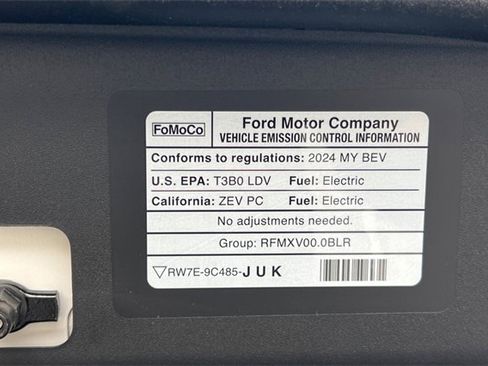 FoMoCo Ford Motor Company
VEHICLE EMISSION CONTROL INFORMATION
Conforms to regulations: 2024 MY BEV
U.S. EPA: T3B0 LDV Fuel: Electric
California: ZEV PC Fuel: Electric
No adjustments needed.
Group: RFMXV00.0BLR
▽RW7E-9C485-JUK